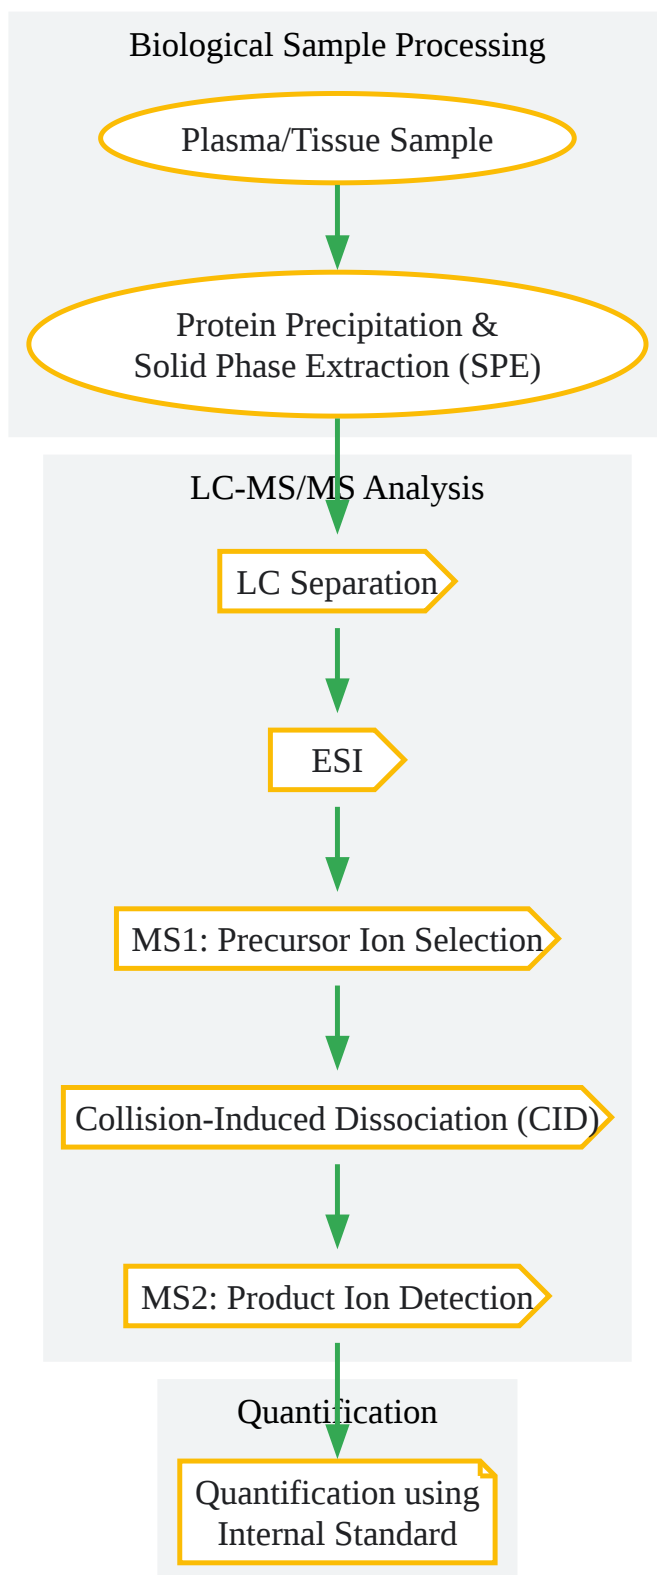 Biological Sample Processing
Plasma/Tissue Sample
Protein Precipitation &
Solid Phase Extraction (SPE)
LC-MS/MS Analysis
LC Separation
ESI
MS1: Precursor Ion Selection
Collision-Induced Dissociation (CID)
MS2: Product Ion Detection
Quantification
Quantification using
Internal Standard